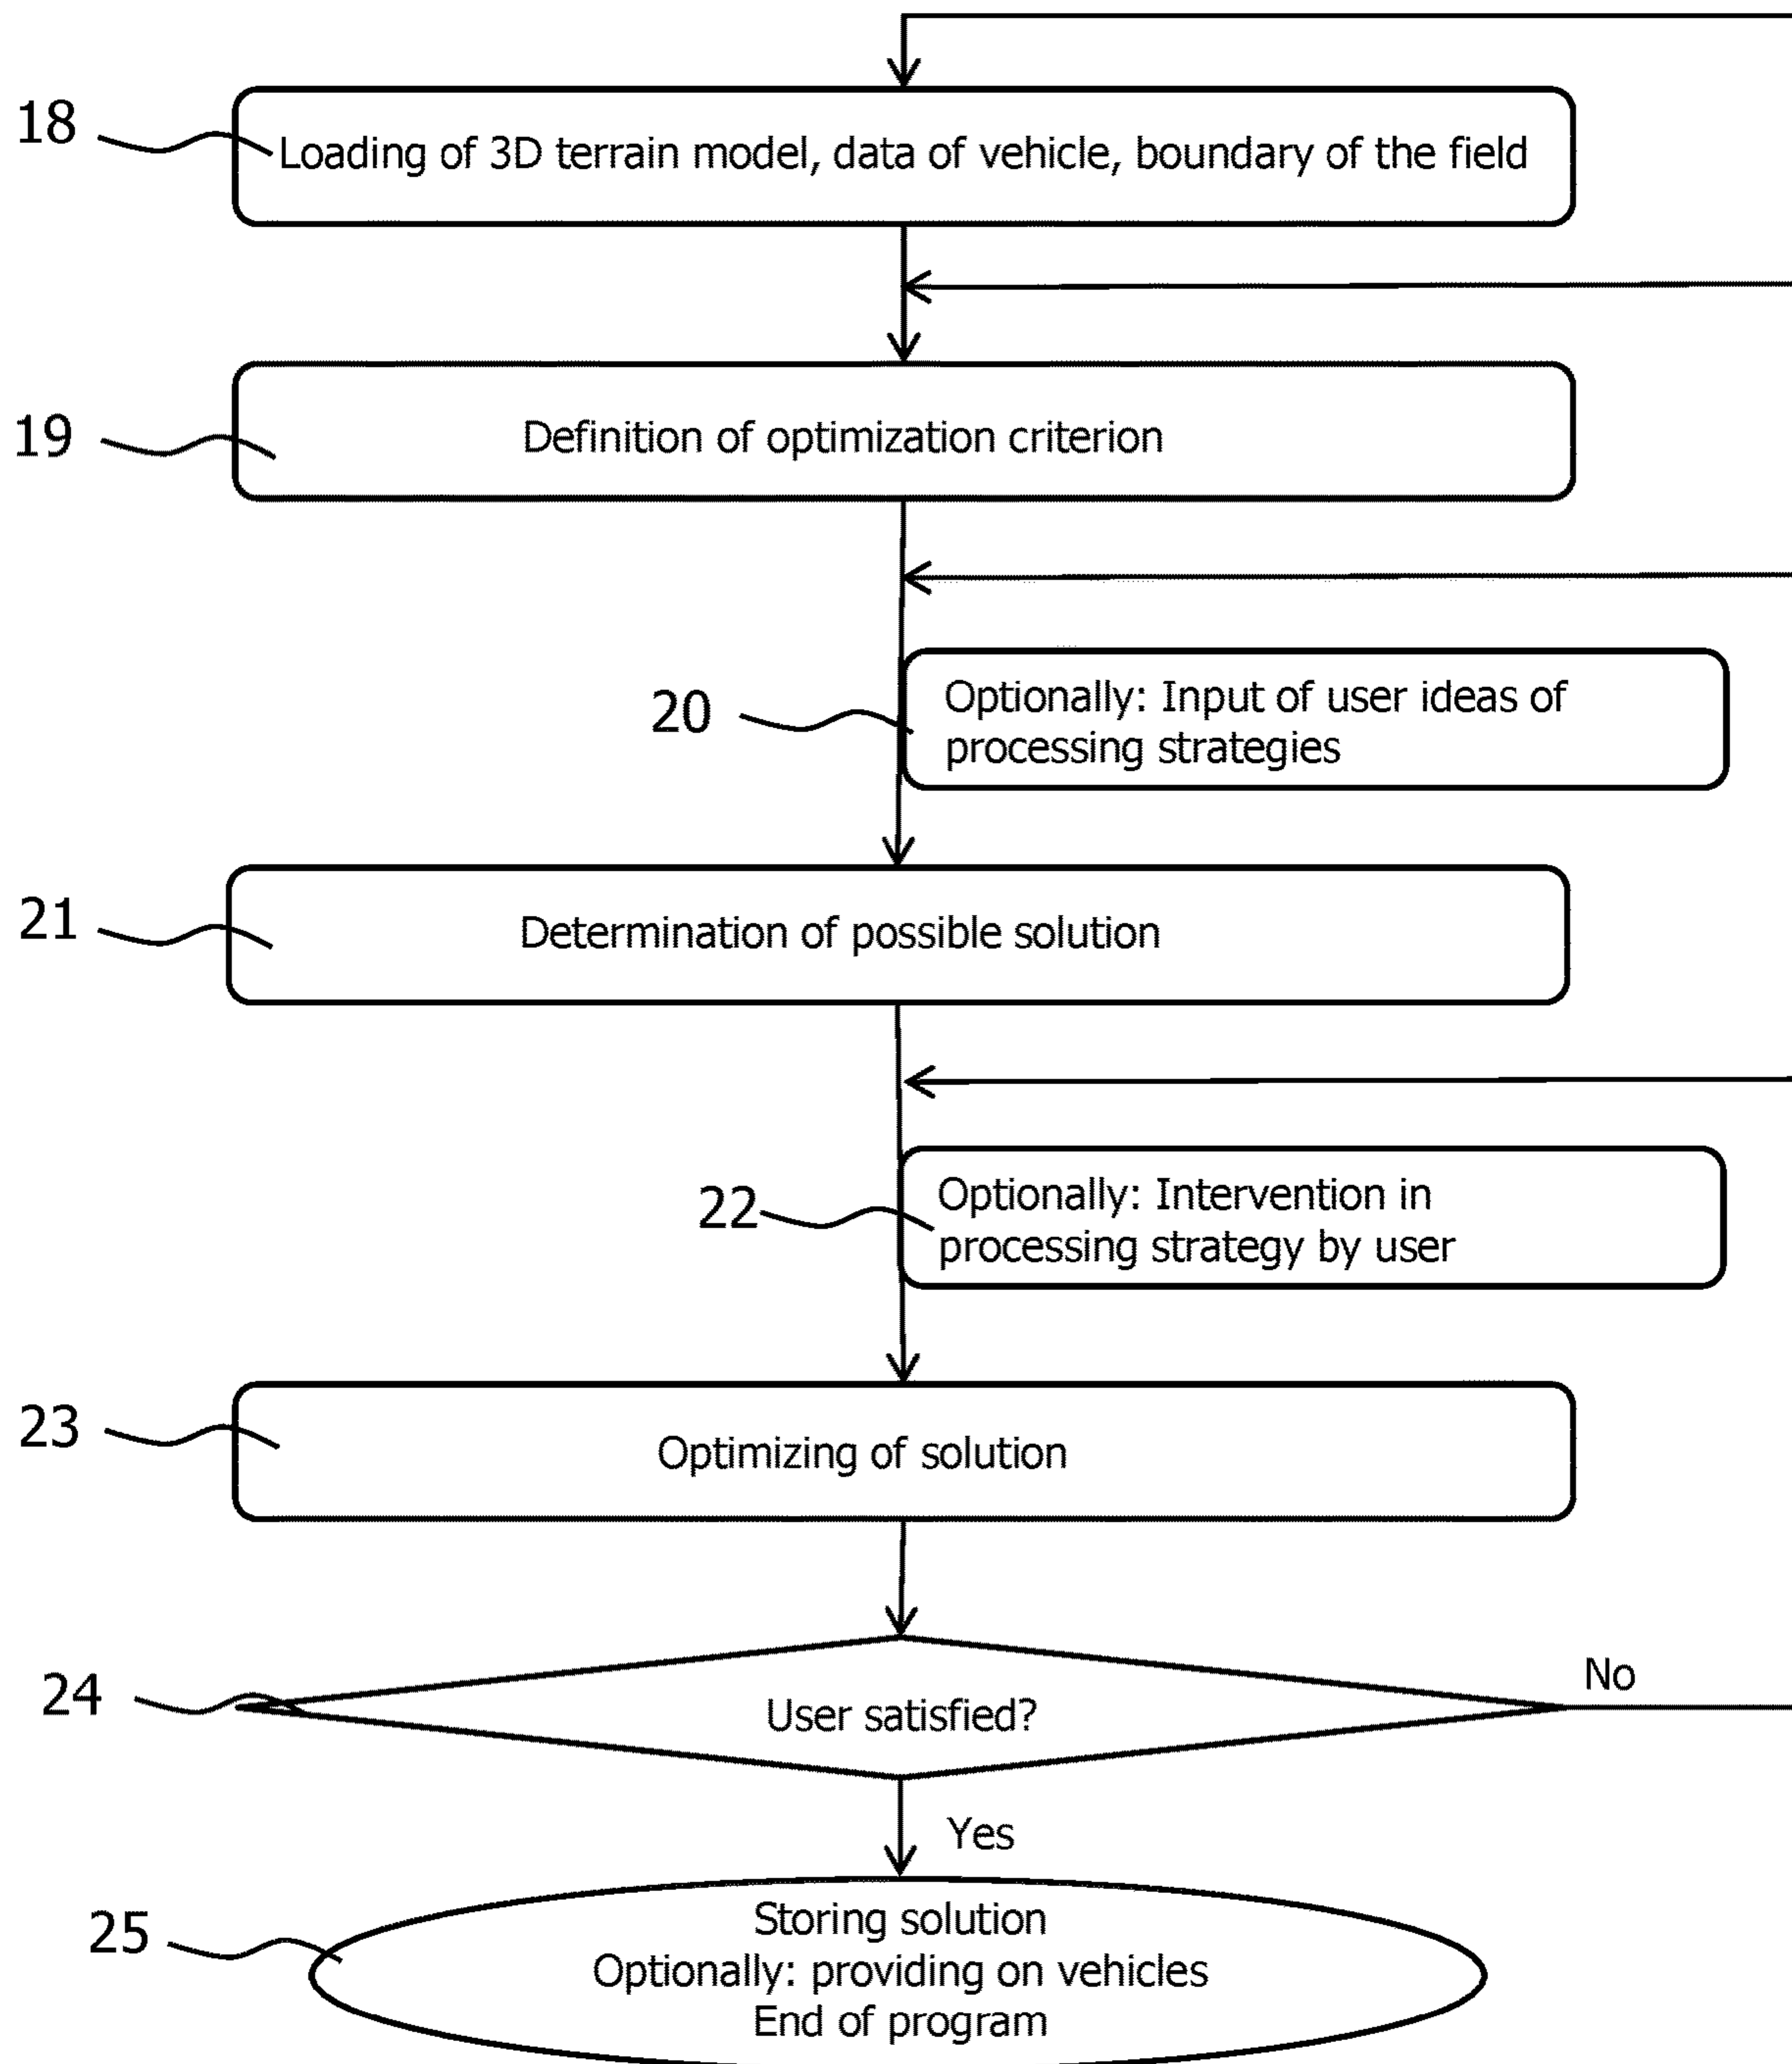 18
Loading of 3D terrain model, data of vehicle, boundary of the field
19
Definition of optimization criterion
20
Optionally: Input of user ideas of
processing strategies
21
Determination of possible solution
22
Optionally: Intervention in
processing strategy by user
23
Optimizing of solution
24
User satisfied?
No
Yes
25
Storing solution
Optionally: providing on vehicles
End of program